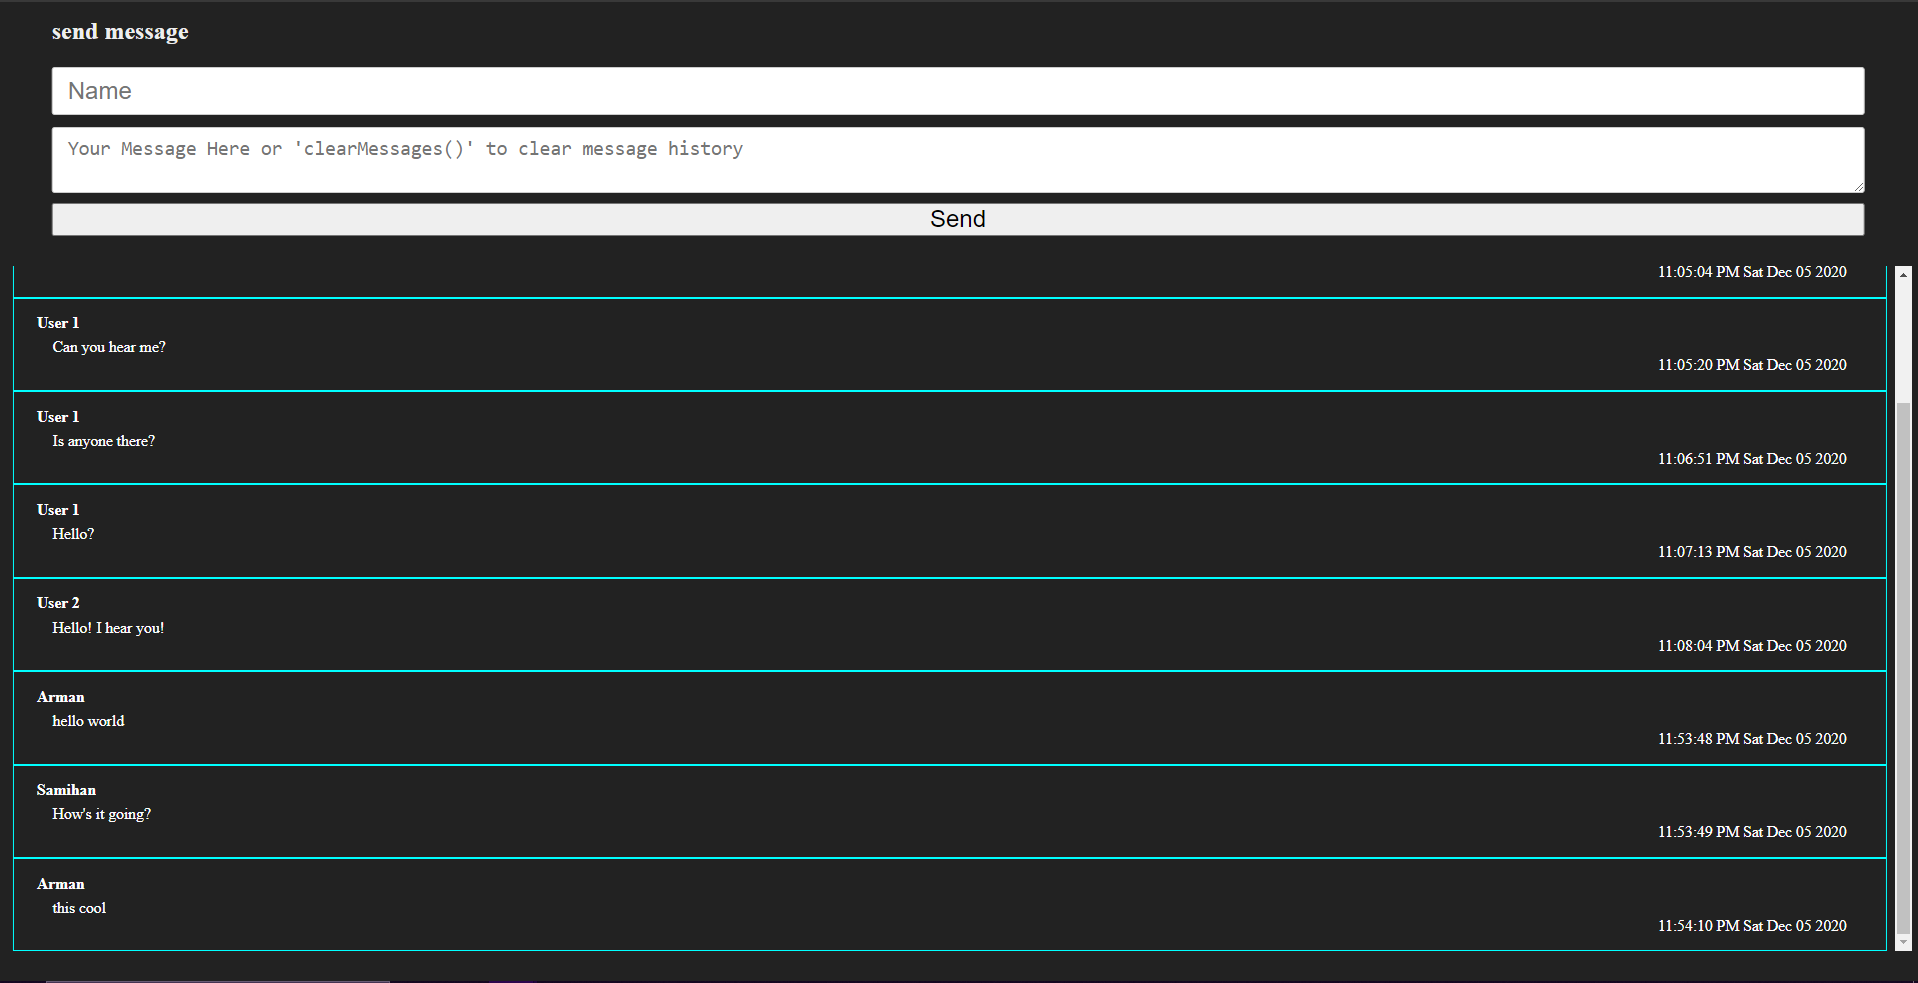 send message
Name
Your Message Here or 'clearMessages()' to clear message history
Send
11:05:04 PM Sat Dec 05 2020
User 1
Can you hear me?
11:05:20 PM Sat Dec 05 2020
User 1
Is anyone there?
11:06:51 PM Sat Dec 05 2020
User 1
Hello?
11:07:13 PM Sat Dec 05 2020
User 2
Hello! I hear you!
11:08:04 PM Sat Dec 05 2020
Arman
hello world
11:53:48 PM Sat Dec 05 2020
Samihan
How's it going?
11:53:49 PM Sat Dec 05 2020
Arman
this cool
11:54:10 PM Sat Dec 05 2020